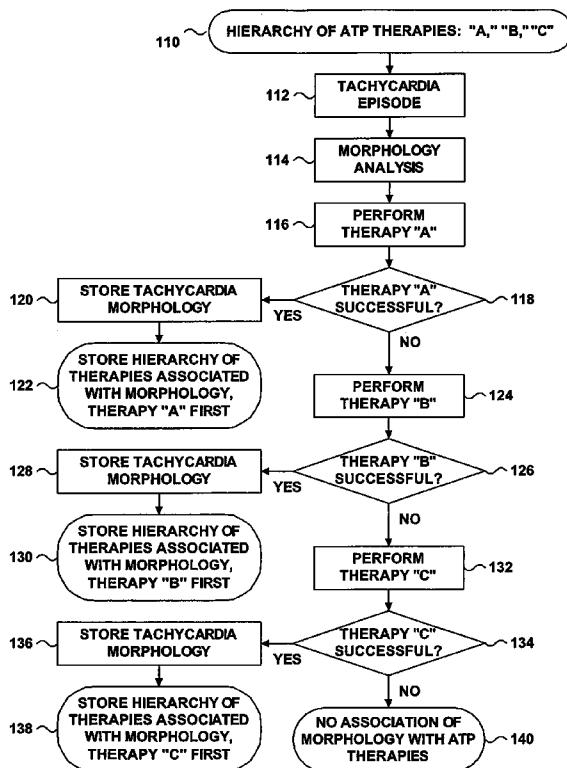 110
HIERARCHY OF ATP THERAPIES: "A," "B," "C"
112
TACHYCARDIA
EPISODE
114
MORPHOLOGY
ANALYSIS
116
PERFORM
THERAPY "A"
120
STORE TACHYCARDIA
MORPHOLOGY
YES
THERAPY "A"
SUCCESSFUL?
118
NO
122
STORE HIERARCHY OF
THERAPIES ASSOCIATED
WITH MORPHOLOGY,
THERAPY "A" FIRST
PERFORM
THERAPY "B"
124
128
STORE TACHYCARDIA
MORPHOLOGY
YES
THERAPY "B"
SUCCESSFUL?
126
NO
130
STORE HIERARCHY OF
THERAPIES ASSOCIATED
WITH MORPHOLOGY,
THERAPY "B" FIRST
PERFORM
THERAPY "C"
132
136
STORE TACHYCARDIA
MORPHOLOGY
YES
THERAPY "C"
SUCCESSFUL?
134
NO
138
STORE HIERARCHY OF
THERAPIES ASSOCIATED
WITH MORPHOLOGY,
THERAPY "C" FIRST
NO ASSOCIATION OF
MORPHOLOGY WITH ATP
THERAPIES
140